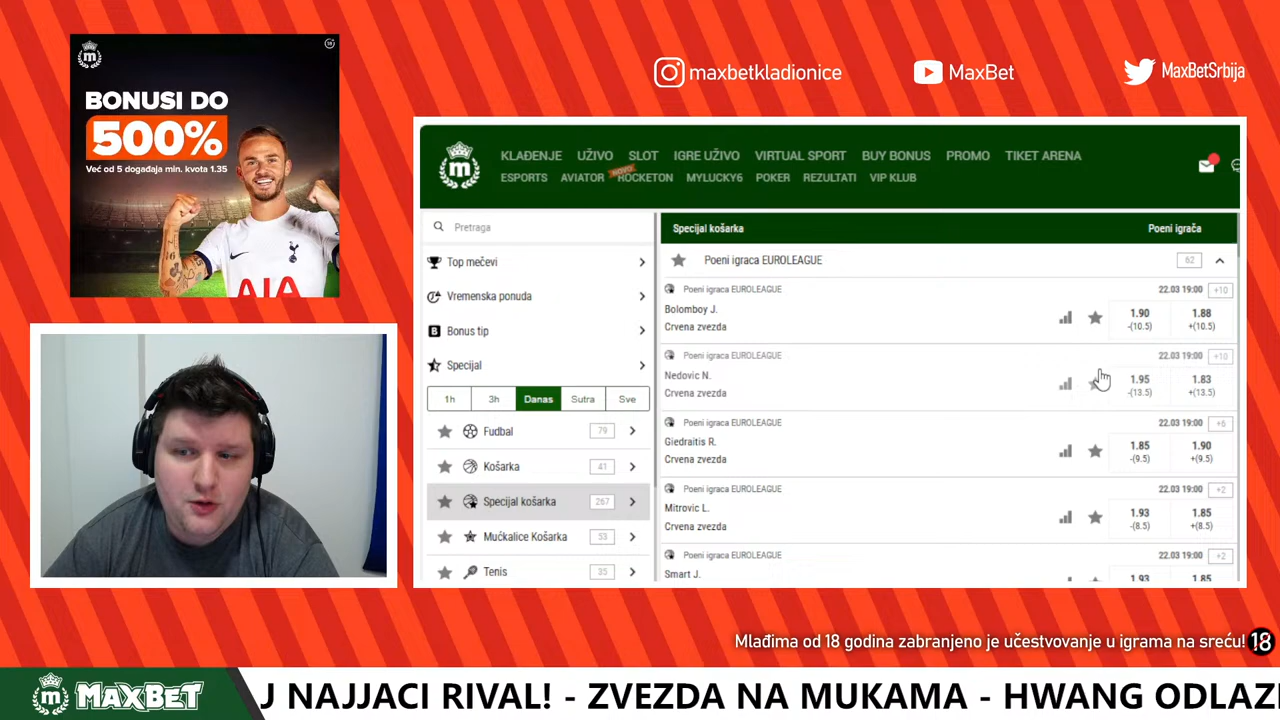 BONUSI DO
500%
Već od 5 događaja min. kvota 1.35
AIA
maxbetkladionice
MaxBet
MaxBetSrbija
m
KLAĐENJE UŽIVO SLOT IGRE UŽIVO VIRTUAL SPORT BUY BONUS PROMO TIKET ARENA
ESPORTS AVIATOR NOVO ROCKETON MYLUCKY6 POKER REZULTATI VIP KLUB
Pretraga
Top mečevi
Vremenska ponuda
B Bonus tip
Specijal
1h 3h Danas Sutra Sve
Fudbal 79
Košarka 41
Specijal košarka 267
Mućkalice Košarka 53
Tenis 35
Specijal košarka Poeni igrača
Poeni igraca EUROLEAGUE 62
Poeni igraca EUROLEAGUE 22.03 19:00 +10
Bolomboy J. 1.90 1.88
Crvena zvezda -(10.5) +(10.5)
Poeni igraca EUROLEAGUE 22.03 19:00 +10
Nedovic N. 1.95 1.83
Crvena zvezda -(13.5) +(13.5)
Poeni igraca EUROLEAGUE 22.03 19:00 +6
Giedraitis R. 1.85 1.90
Crvena zvezda -(9.5) +(9.5)
Poeni igraca EUROLEAGUE 22.03 19:00 +2
Mitrovic L. 1.93 1.85
Crvena zvezda -(8.5) +(8.5)
Poeni igraca EUROLEAGUE 22.03 19:00 +2
Smart J. 1.93 1.85
Mlađima od 18 godina zabranjeno je učestvovanje u igrama na sreću! 18
m MAXBET
J NAJJACI RIVAL! - ZVEZDA NA MUKAMA - HWANG ODLAZI